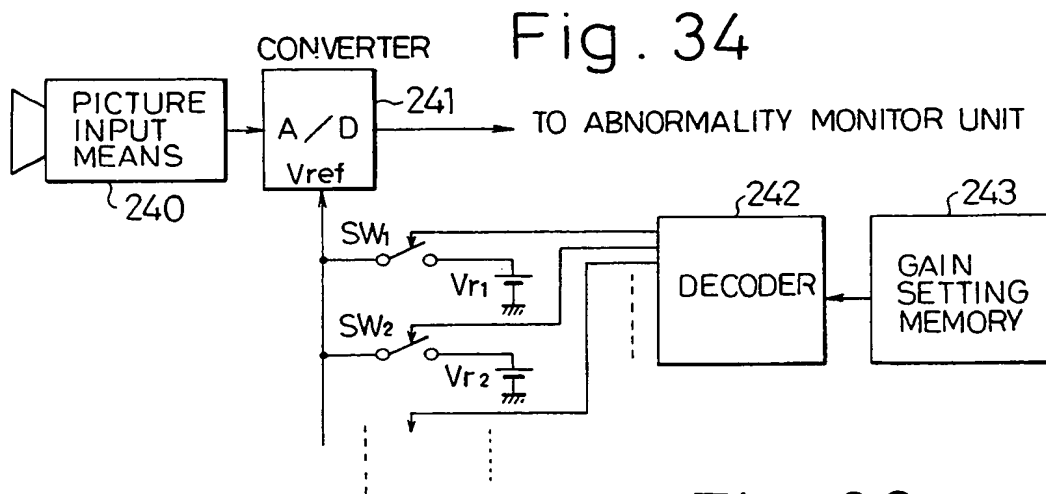 Fig. 34
CONVERTER
PICTURE INPUT MEANS
240
A/D
Vref
241
TO ABNORMALITY MONITOR UNIT
SW1
Vr1
SW2
Vr2
242
DECODER
243
GAIN SETTING MEMORY